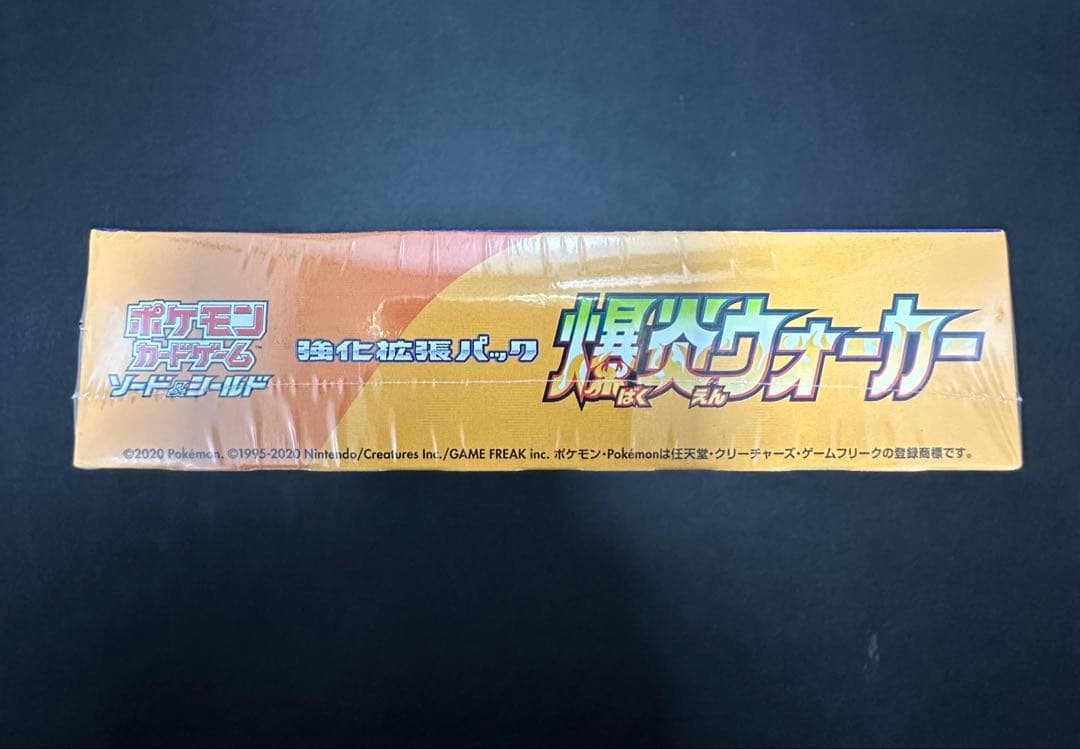 ポケモン
カードゲーム™
ソード&シールド
強化拡張パック
爆炎ウォーカー
ばく えん
©2020 Pokémon. ©1995-2020 Nintendo/Creatures Inc./GAME FREAK inc. ポケモン・Pokémonは任天堂・クリーチャーズ・ゲームフリークの登録商標です。